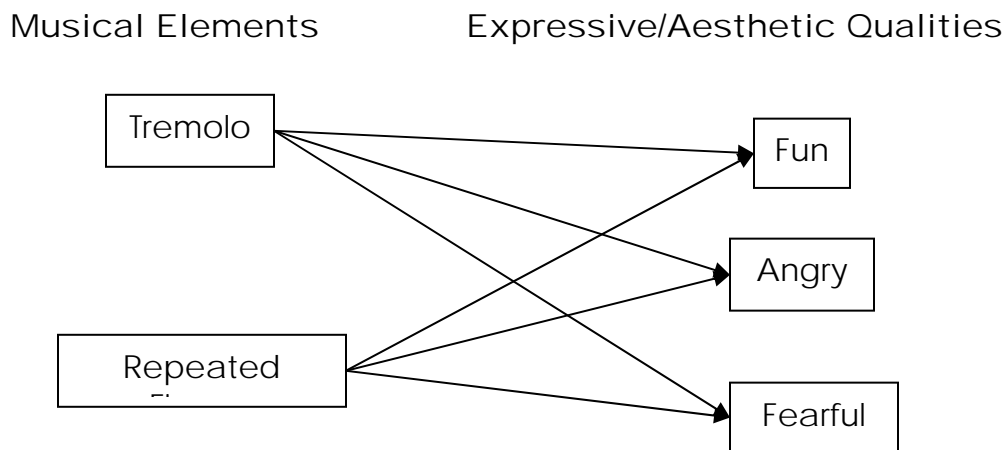 Musical Elements
Expressive/Aesthetic Qualities
Tremolo
Fun
Angry
Repeated
Fearful